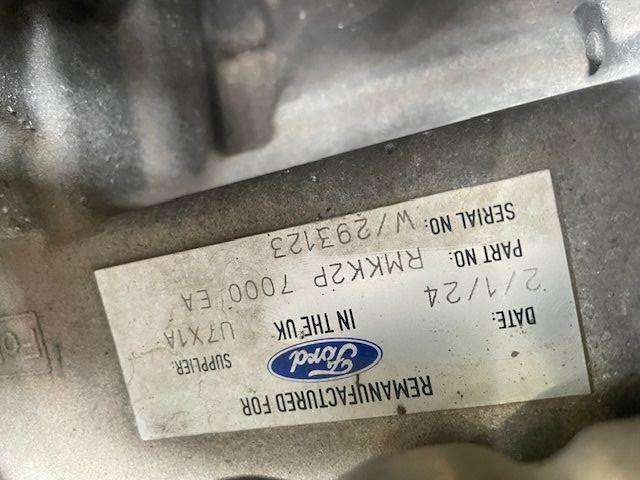 REMANUFACTURED FOR
Ford
IN THE UK
SUPPLIER:
U7X1A
DATE:
2/1/24
PART NO: RMKK2P 7000 EA
SERIAL NO: W/293123